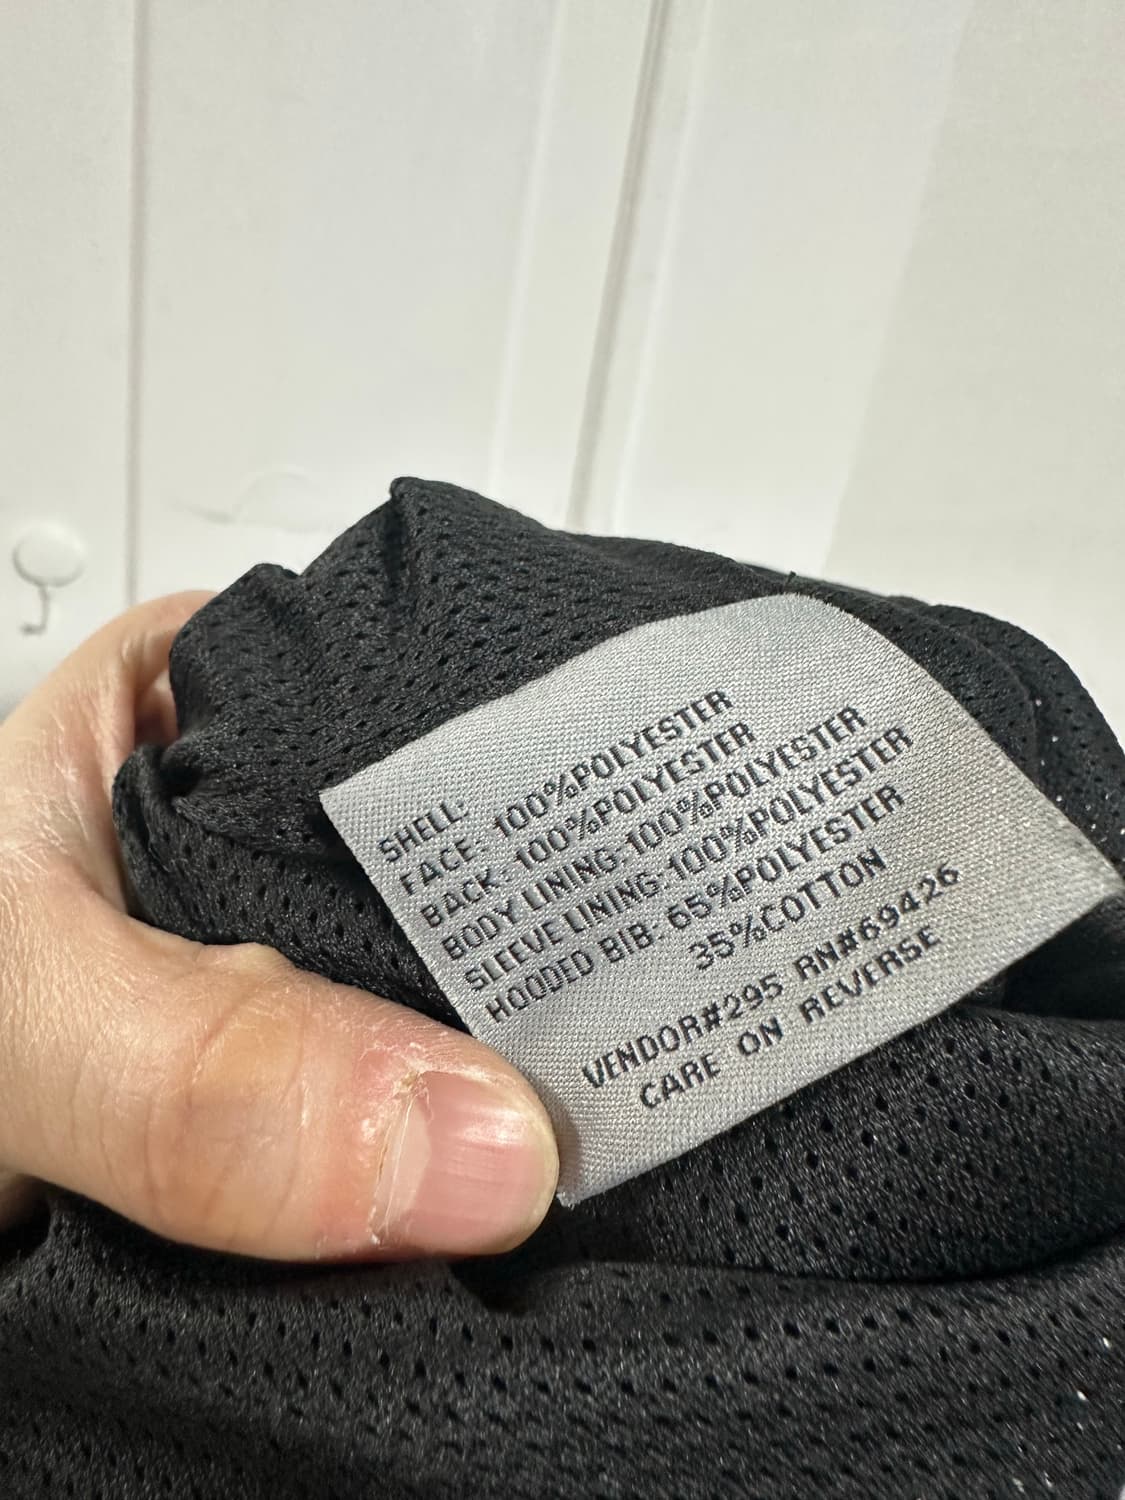 SHELL:
FACE: 100%POLYESTER
BACK: 100%POLYESTER
BODY LINING:100%POLYESTER
SLEEVE LINING:100%POLYESTER
HOODED BIB: 65%POLYESTER
35%COTTON
VENDOR#295 RN#69426
CARE ON REVERSE